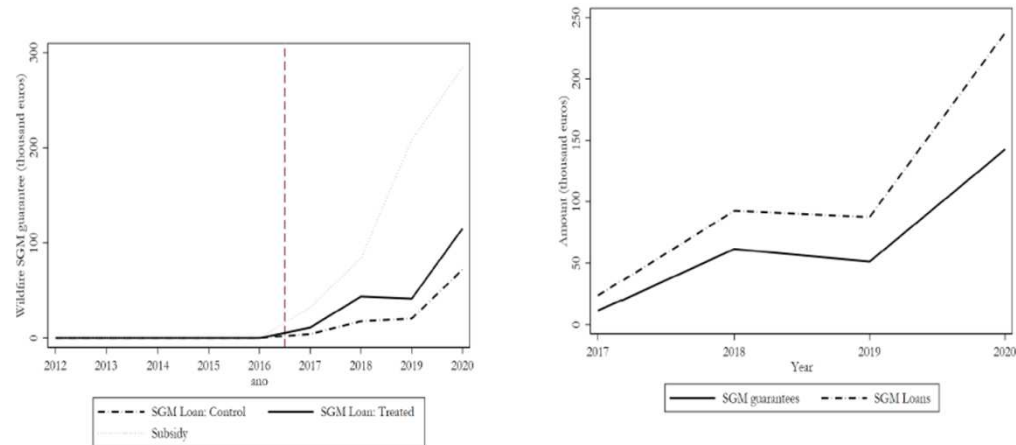 Wildfire SGM guarantee (thousand euros)
300
200
100
0
2012 2013 2014 2015 2016 2017 2018 2019 2020
ano
SGM Loan: Control SGM Loan: Treated
Subsidy
Amount (thousand euros)
250
200
150
100
50
0
2017 2018 2019 2020
Year
SGM guarantees SGM Loans